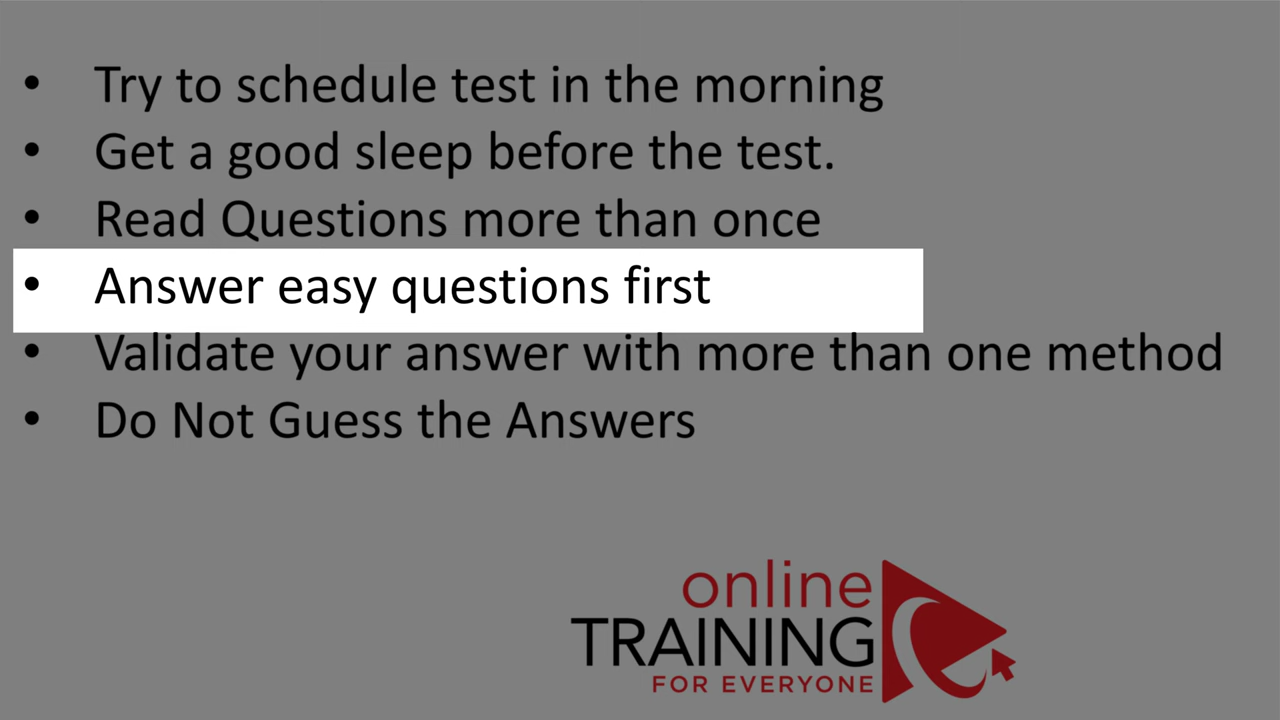 • Try to schedule test in the morning
• Get a good sleep before the test.
• Read Questions more than once
• Answer easy questions first
• Validate your answer with more than one method
• Do Not Guess the Answers
online
TRAINING
FOR EVERYONE